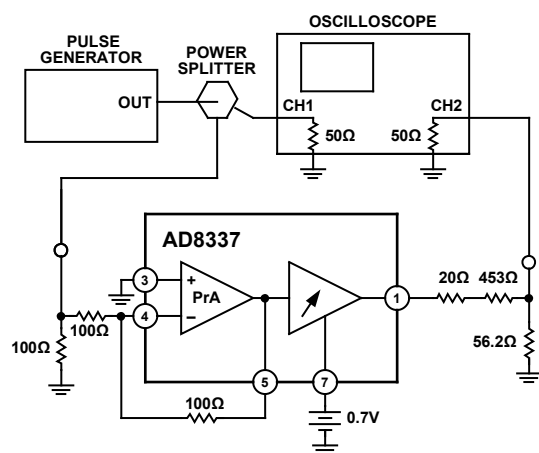 OSCILLOSCOPE
PULSE
GENERATOR
POWER
SPLITTER
OUT
CH1
CH2
50Ω
50Ω
AD8337
3
+
PrA
4
–
1
20Ω
453Ω
100Ω
100Ω
56.2Ω
5
7
100Ω
0.7V